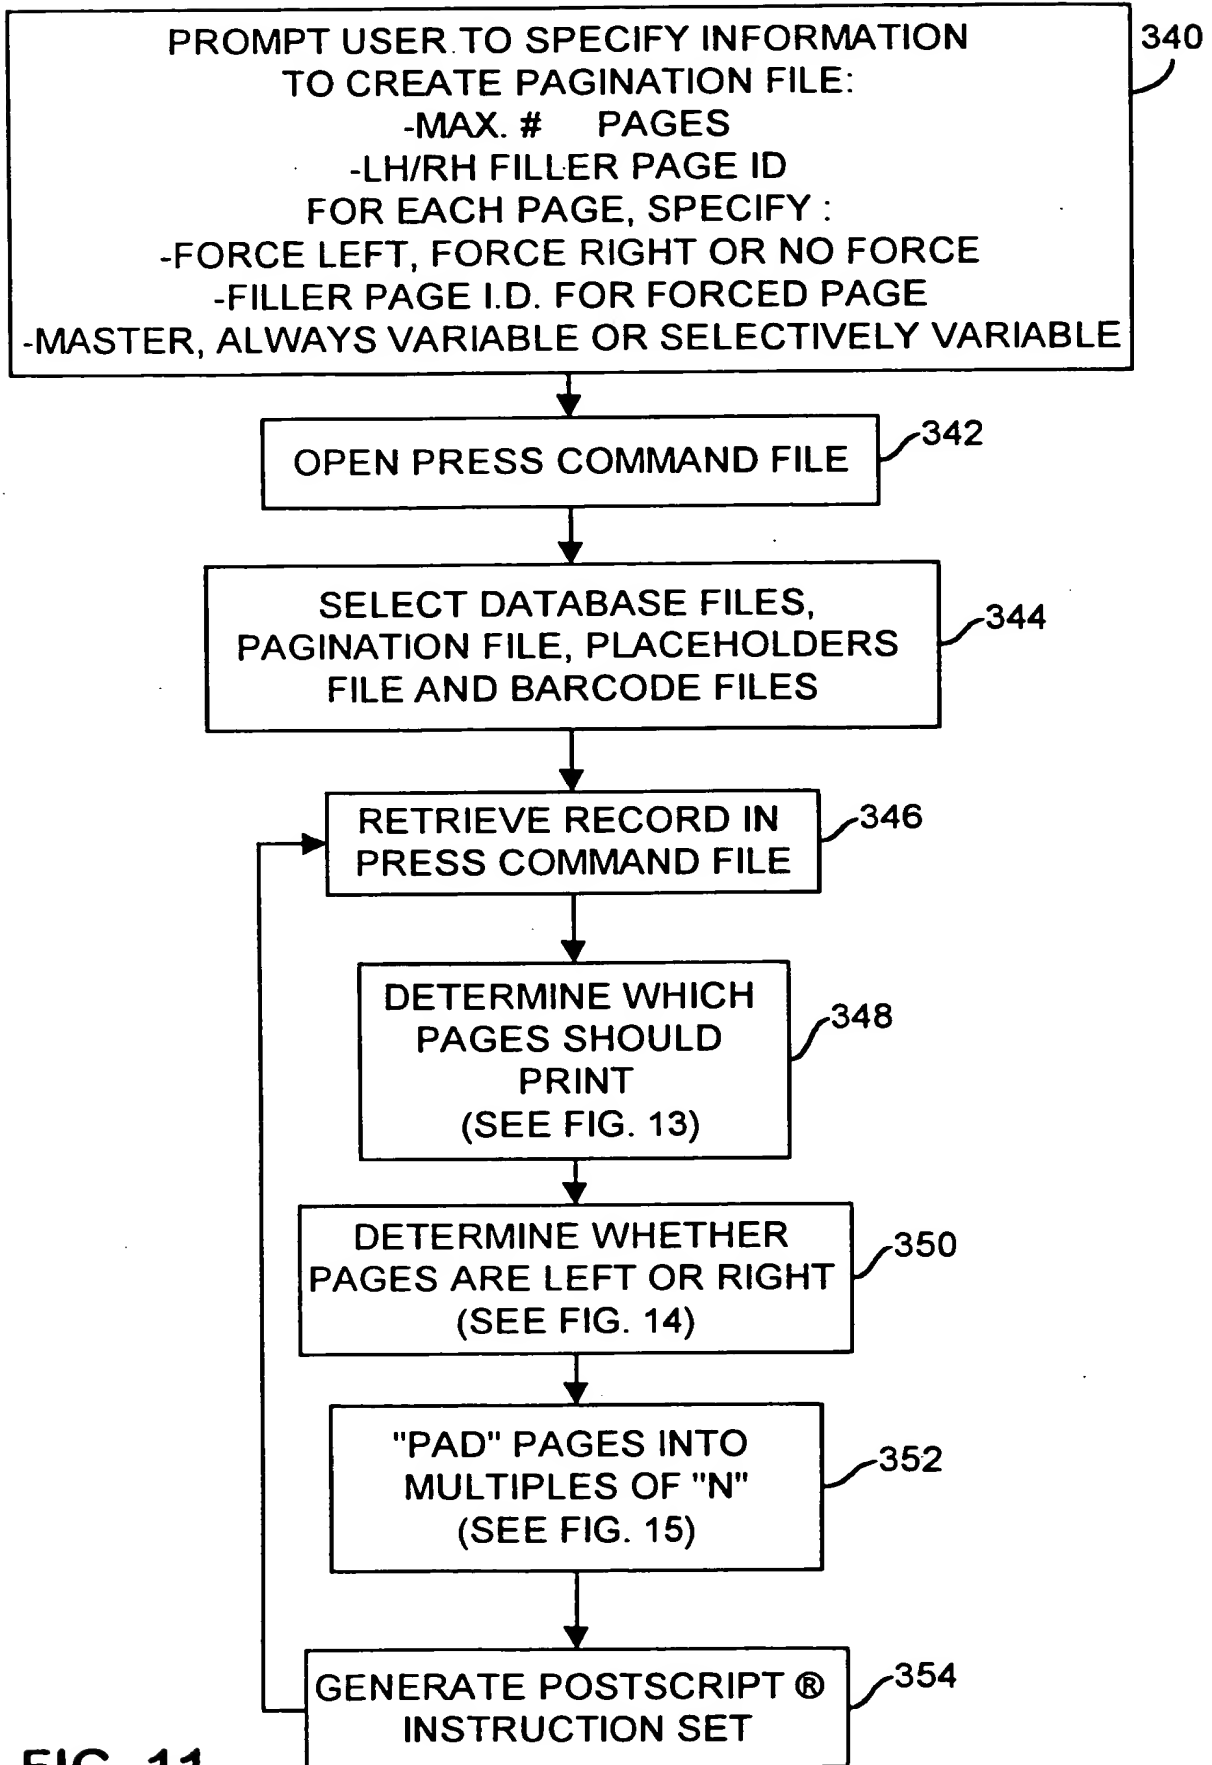 PROMPT USER TO SPECIFY INFORMATION
TO CREATE PAGINATION FILE:
-MAX. # PAGES
-LH/RH FILLER PAGE ID
FOR EACH PAGE, SPECIFY :
-FORCE LEFT, FORCE RIGHT OR NO FORCE
-FILLER PAGE I.D. FOR FORCED PAGE
-MASTER, ALWAYS VARIABLE OR SELECTIVELY VARIABLE
340
OPEN PRESS COMMAND FILE
342
SELECT DATABASE FILES,
PAGINATION FILE, PLACEHOLDERS
FILE AND BARCODE FILES
344
RETRIEVE RECORD IN
PRESS COMMAND FILE
346
DETERMINE WHICH
PAGES SHOULD
PRINT
(SEE FIG. 13)
348
DETERMINE WHETHER
PAGES ARE LEFT OR RIGHT
(SEE FIG. 14)
350
"PAD" PAGES INTO
MULTIPLES OF "N"
(SEE FIG. 15)
352
GENERATE POSTSCRIPT ®
INSTRUCTION SET
354
FIG. 11